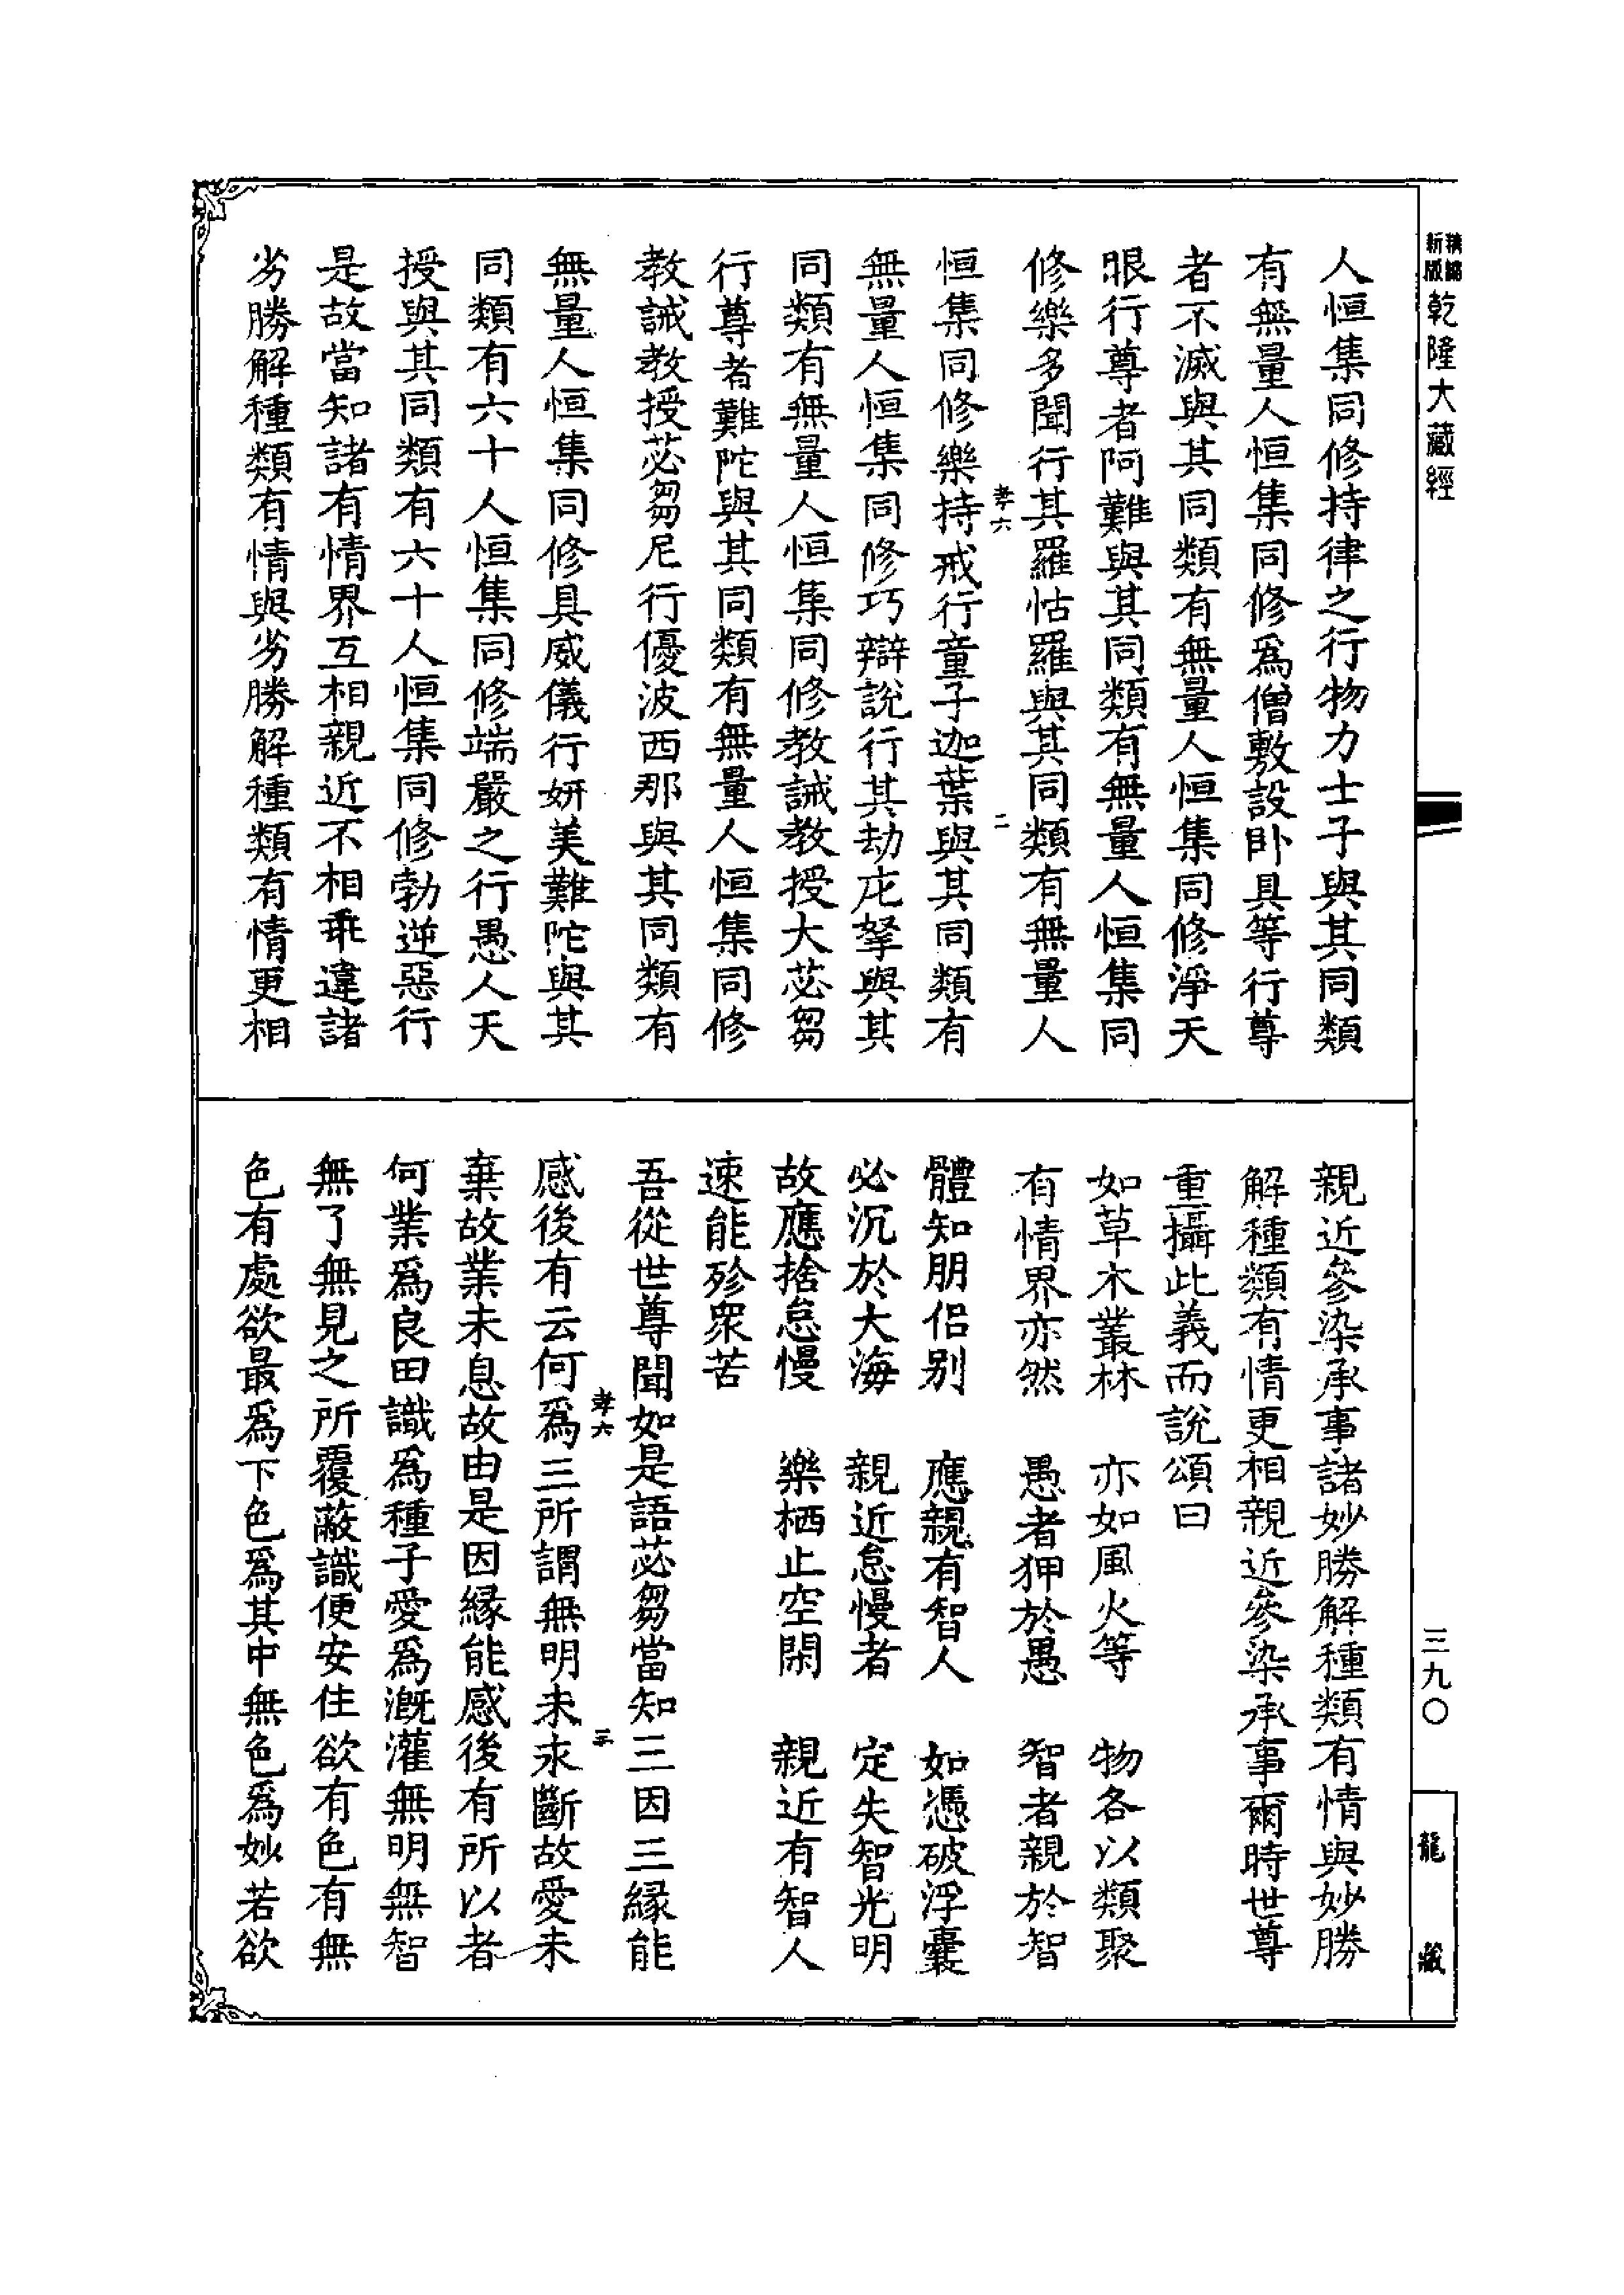 精編
新版
乾隆大藏經
人恒集同修持律之行物力士子與其同類
有無量人恒集同修爲僧敷設卧具等行尊
者不滅與其同類有無量人恒集同修淨天
眼行尊者阿難與其同類有無量人恒集同
修樂多聞行其羅怙羅與其同類有無量人
孝六 二
恒集同修樂持戒行童子迦葉與其同類有
無量人恒集同修巧辯說行其劫庀拏與其
同類有無量人恒集同修教誡教授大苾芻
行尊者難陀與其同類有無量人恒集同修
教誡教授苾芻尼行優波西那與其同類有
無量人恒集同修具威儀行妍美難陀與其
同類有六十人恒集同修端嚴之行愚人天
授與其同類有六十人恒集同修勃逆惡行
是故當知諸有情界互相親近不相乖違諸
劣勝解種類有情與劣勝解種類有情更相
親近參染承事諸妙勝解種類有情與妙勝
解種類有情更相親近參染承事爾時世尊
重攝此義而說頌曰
如草木叢林 亦如風火等 物各以類聚
有情界亦然 愚者狎於愚 智者親於智
體知朋侣别 應親有智人 如憑破浮囊
必沉於大海 親近怠慢者 定失智光明
故應捨怠慢 樂栖止空閑 親近有智人
速能殄衆苦
吾從世尊聞如是語苾芻當知三因三緣能
孝六 三
感後有云何爲三所謂無明未永斷故愛未
棄故業未息故由是因緣能感後有所以者
何業爲良田識爲種子愛爲溉灌無明無智
無了無見之所覆蔽識便安住欲有色有無
色有處欲最爲下色爲其中無色爲妙若欲
三九〇
龍藏